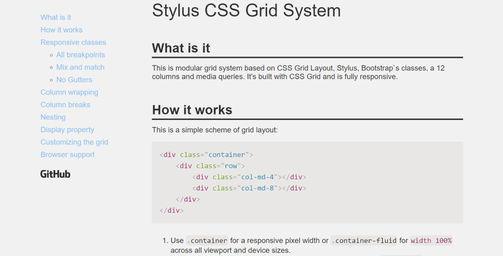 What is it
How it works
Responsive classes
All breakpoints
Mix and match
No Gutters
Column wrapping
Column breaks
Nesting
Display property
Customizing the grid
Browser support
GitHub
Stylus CSS Grid System
What is it
This is modular grid system based on CSS Grid Layout, Stylus, Bootstrap`s classes, a 12
columns and media queries. It's built with CSS Grid and is fully responsive.
How it works
This is a simple scheme of grid layout:
<div class="container">
<div class="row">
<div class="col-md-4"></div>
<div class="col-md-8"></div>
</div>
</div>
1. Use .container for a responsive pixel width or .container-fluid for width 100%
across all viewport and device sizes.